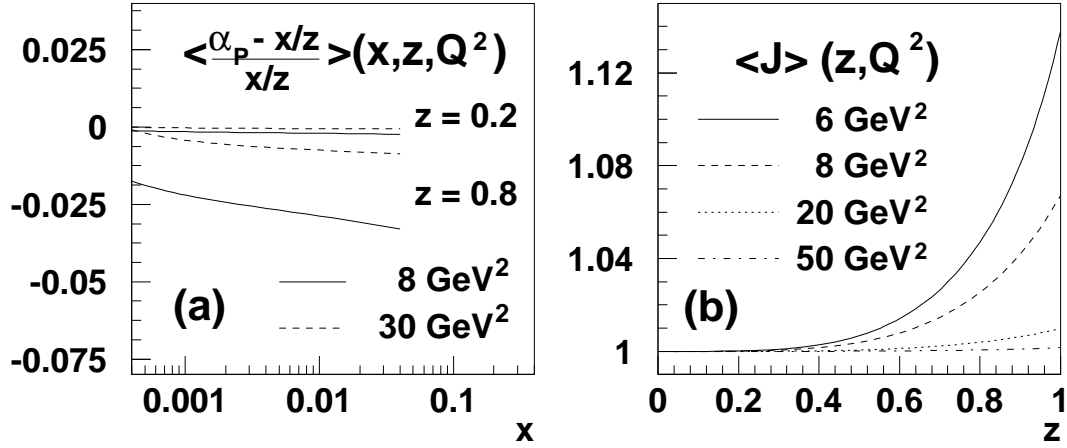 0.025
0
-0.025
-0.05
-0.075
<(α_P - x/z)/(x/z)>(x,z,Q²)
z = 0.2
z = 0.8
8 GeV²
30 GeV²
(a)
0.001 0.01 0.1
x
1.12
1.08
1.04
1
<J> (z,Q²)
6 GeV²
8 GeV²
20 GeV²
50 GeV²
(b)
0 0.2 0.4 0.6 0.8 1
z